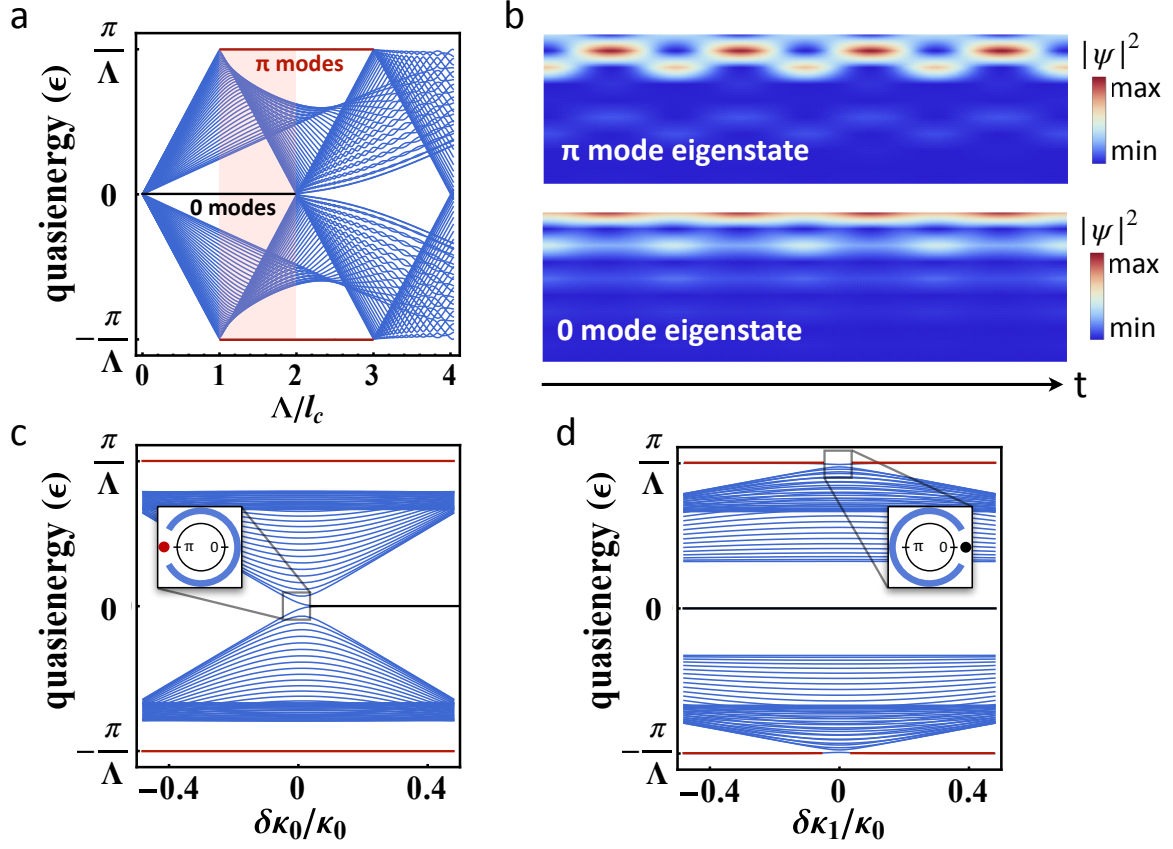 a
π
Λ
π modes
0
0 modes
−π
Λ
quasienergy (ϵ)
0
1
2
3
4
Λ/l_c
b
π mode eigenstate
|ψ|²
max
min
0 mode eigenstate
|ψ|²
max
min
t
c
π
Λ
π
0
0
−π
Λ
quasienergy (ϵ)
−0.4
0
0.4
δκ₀/κ₀
d
π
Λ
π
0
0
−π
Λ
quasienergy (ϵ)
−0.4
0
0.4
δκ₁/κ₀